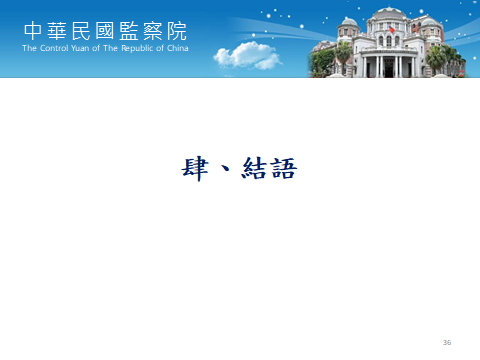 中華民國監察院
The Control Yuan of The Republic of China
肆、結語
36